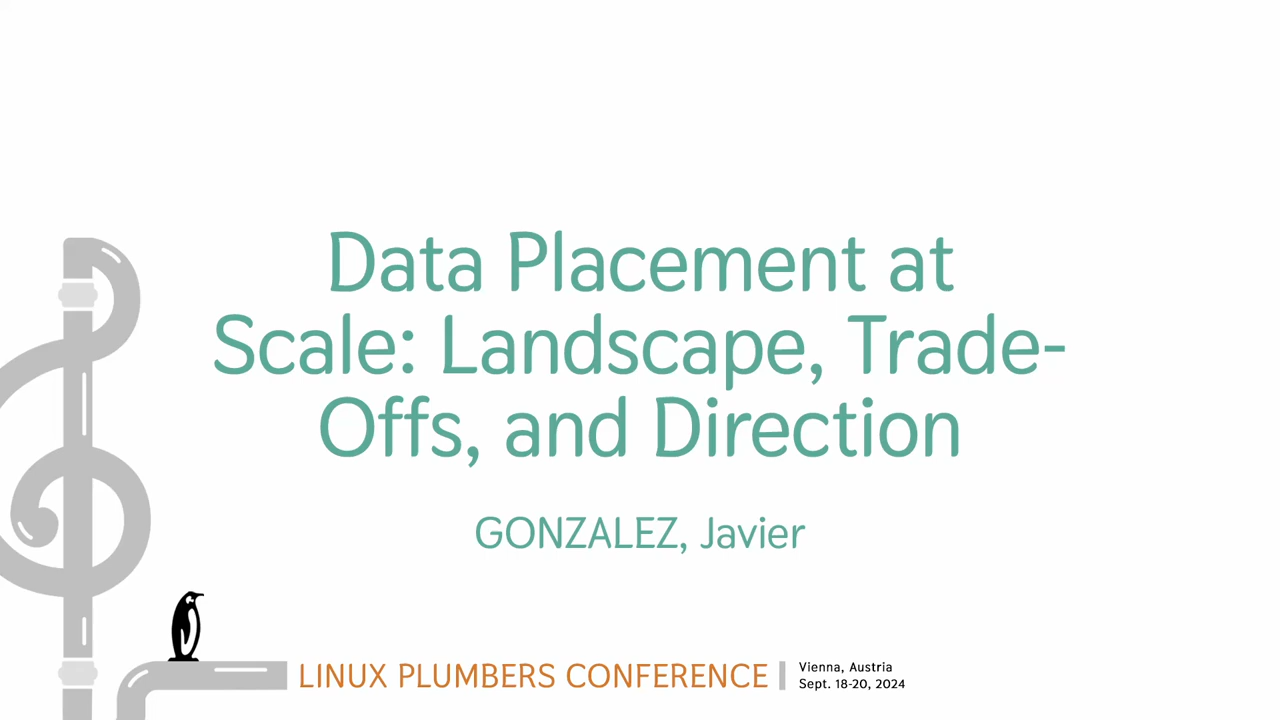 Data Placement at
Scale: Landscape, Trade-
Offs, and Direction
GONZALEZ, Javier
LINUX PLUMBERS CONFERENCE
Vienna, Austria
Sept. 18-20, 2024